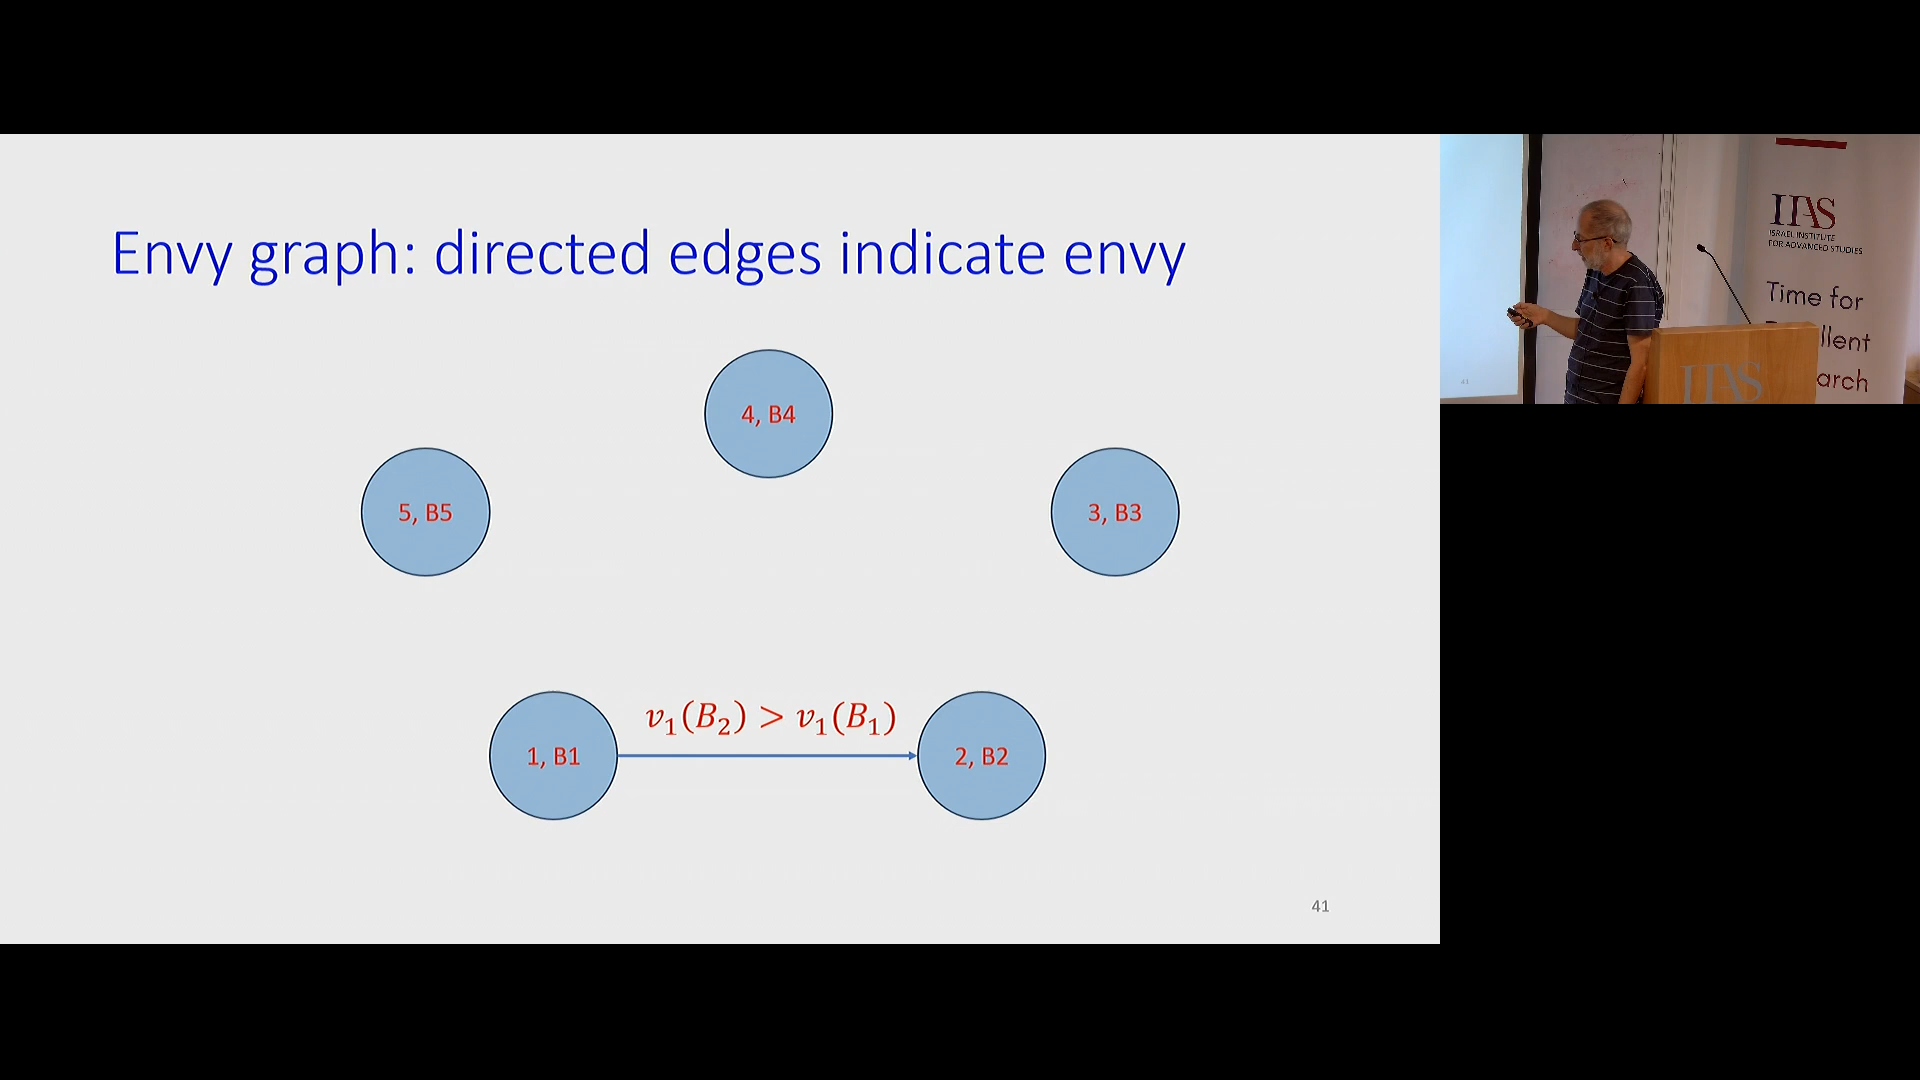 Envy graph: directed edges indicate envy
4, B4
5, B5
3, B3
v₁(B₂) > v₁(B₁)
1, B1
2, B2
41
IIAS
ISRAEL INSTITUTE
FOR ADVANCED STUDIES
Time for
llent
arch
IIAS
41